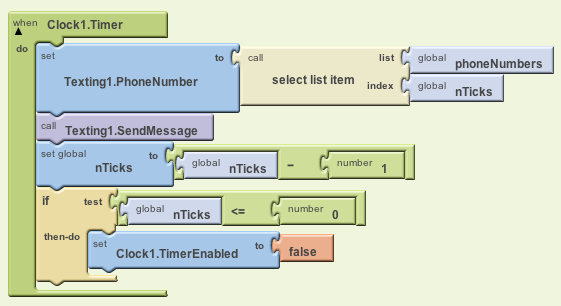 when Clock1.Timer
do set Texting1.PhoneNumber to call select list item list global phoneNumbers
index global nTicks
call Texting1.SendMessage
set global nTicks to global nTicks - number 1
if test global nTicks <= number 0
then-do set Clock1.TimerEnabled to false